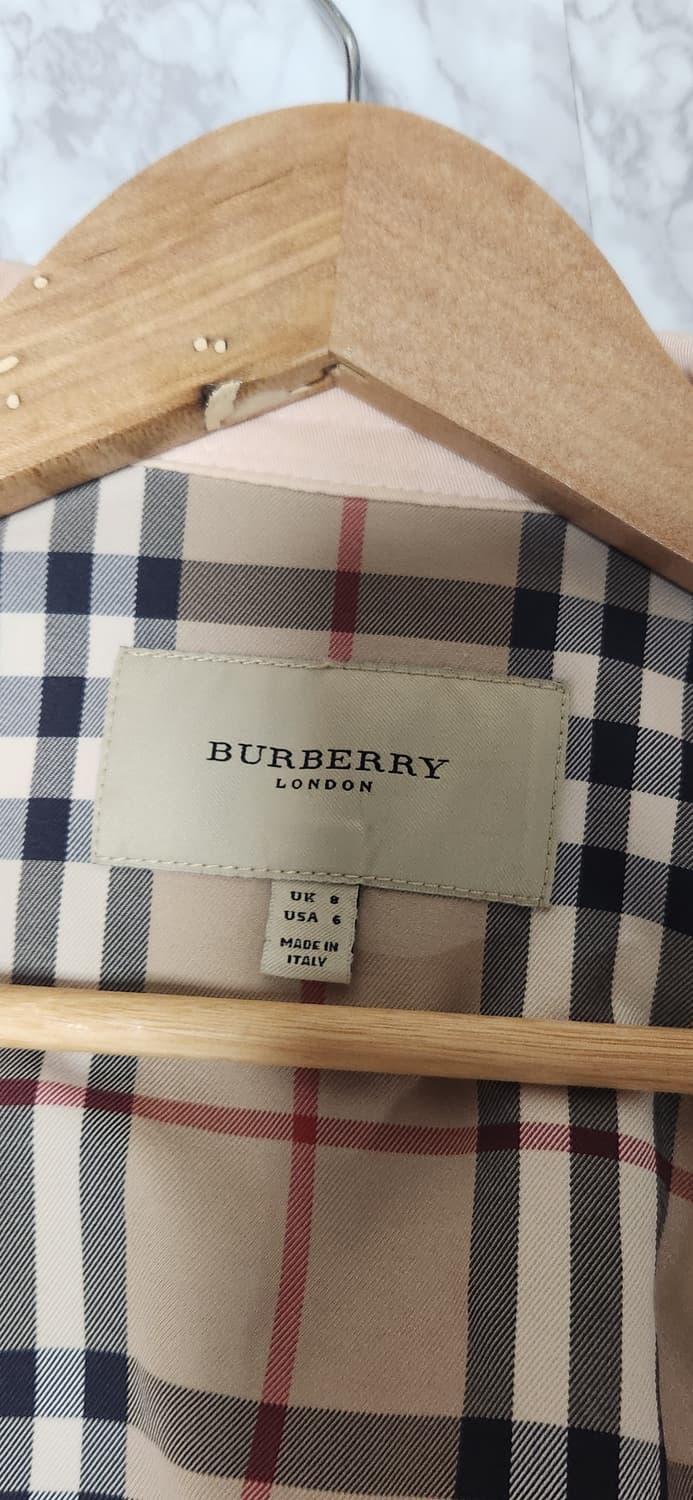 BURBERRY
LONDON
UK 8
USA 6
MADE IN
ITALY